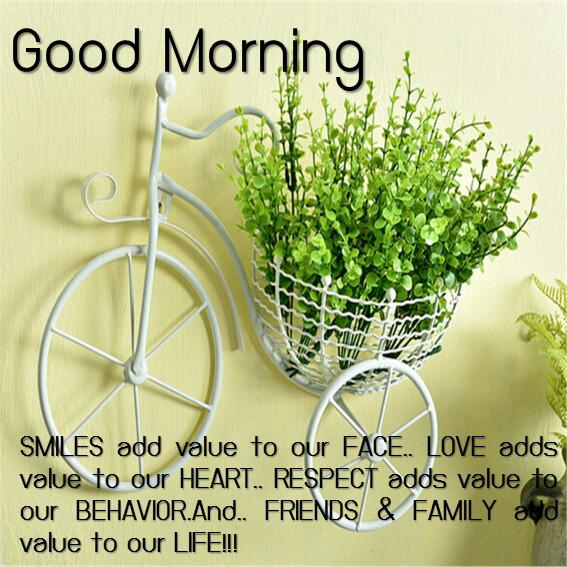 Good Morning
SMILES add value to our FACE.. LOVE adds
value to our HEART.. RESPECT adds value to
our BEHAVIOR.And.. FRIENDS & FAMILY add
value to our LIFE!!!